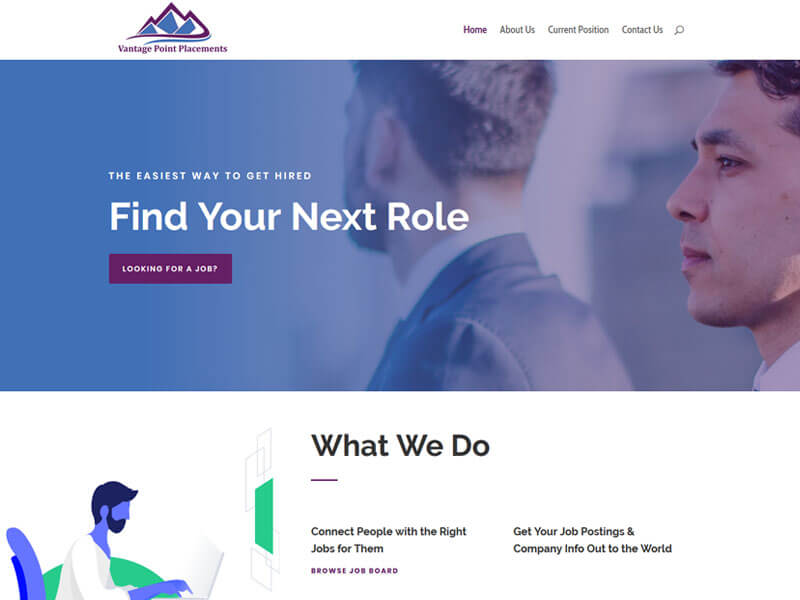 Vantage Point Placements
Home About Us Current Position Contact Us
THE EASIEST WAY TO GET HIRED
Find Your Next Role
LOOKING FOR A JOB?
What We Do
Connect People with the Right
Jobs for Them
BROWSE JOB BOARD
Get Your Job Postings &
Company Info Out to the World